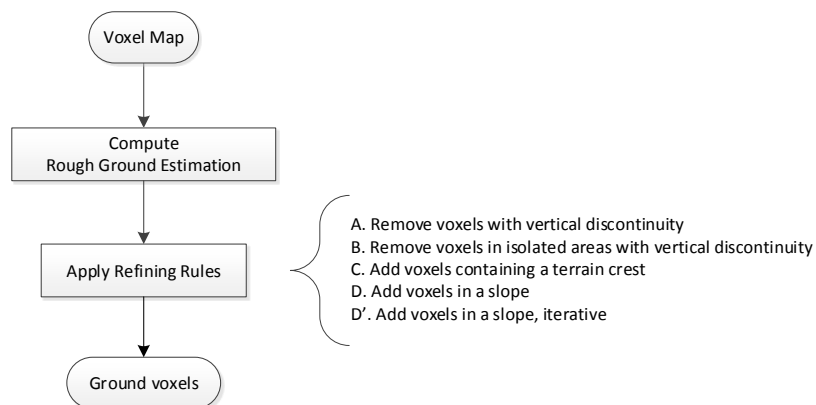 Voxel Map
Compute
Rough Ground Estimation
Apply Refining Rules
A. Remove voxels with vertical discontinuity
B. Remove voxels in isolated areas with vertical discontinuity
C. Add voxels containing a terrain crest
D. Add voxels in a slope
D’. Add voxels in a slope, iterative
Ground voxels